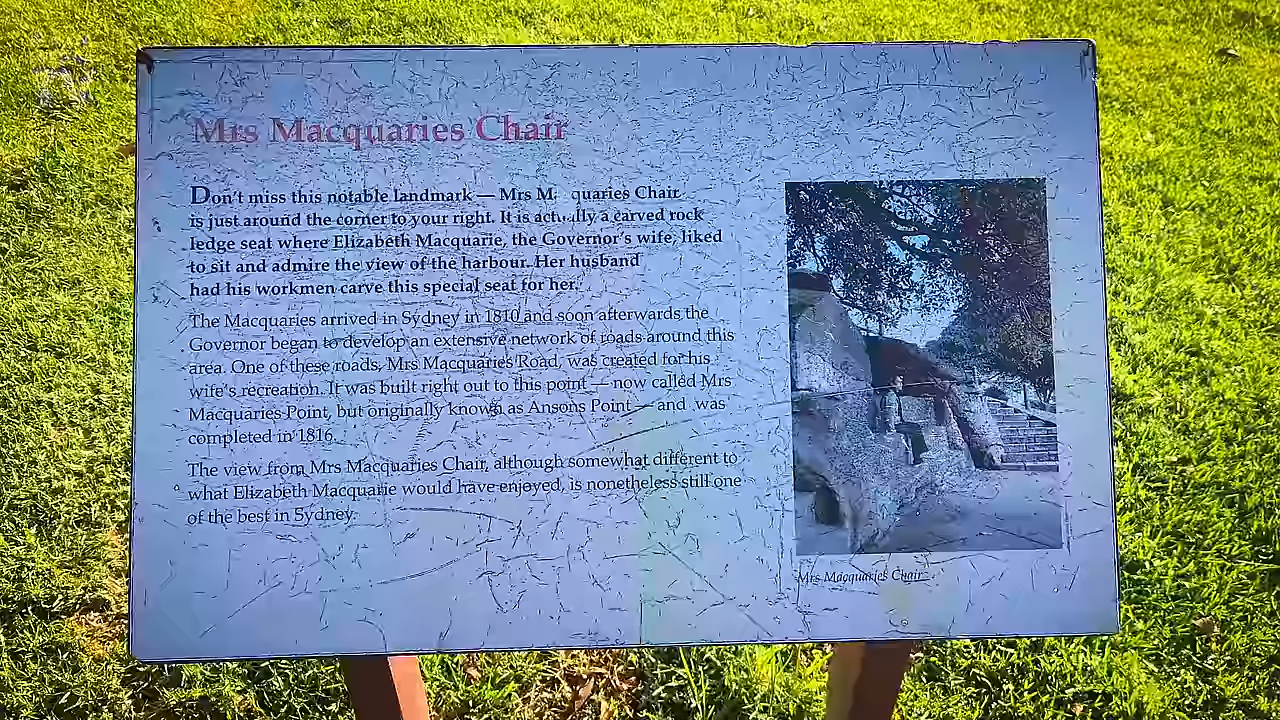 Mrs Macquaries Chair
Don't miss this notable landmark — Mrs M quaries Chair
is just around the corner to your right. It is actually a carved rock
ledge seat where Elizabeth Macquarie, the Governor's wife, liked
to sit and admire the view of the harbour. Her husband
had his workmen carve this special seat for her.
The Macquaries arrived in Sydney in 1810 and soon afterwards the
Governor began to develop an extensive network of roads around this
area. One of these roads, Mrs Macquaries Road, was created for his
wife's recreation. It was built right out to this point — now called Mrs
Macquaries Point, but originally known as Ansons Point — and was
completed in 1816.
The view from Mrs Macquaries Chair, although somewhat different to
what Elizabeth Macquarie would have enjoyed, is nonetheless still one
of the best in Sydney.
Mrs Macquaries Chair